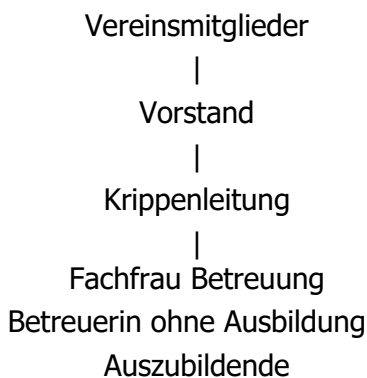 Vereinsmitglieder
|
Vorstand
|
Krippenleitung
|
Fachfrau Betreuung
Betreuerin ohne Ausbildung
Auszubildende